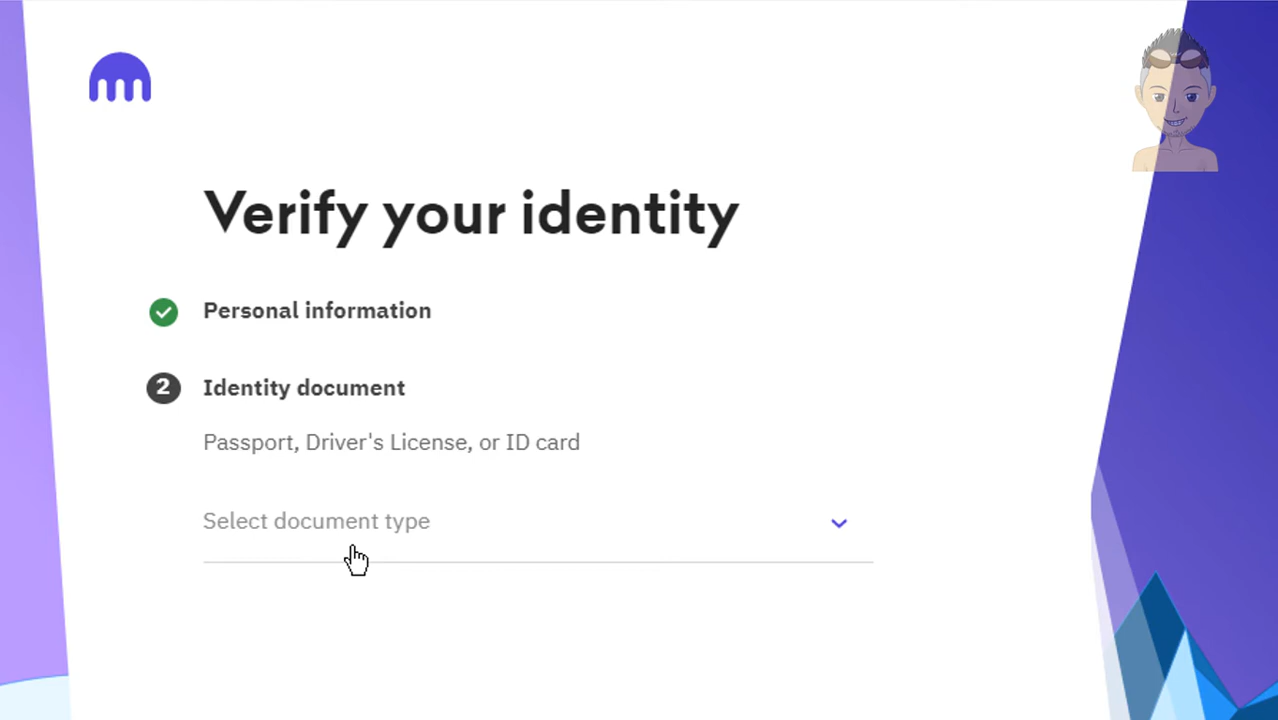 Verify your identity
Personal information
2 Identity document
Passport, Driver's License, or ID card
Select document type